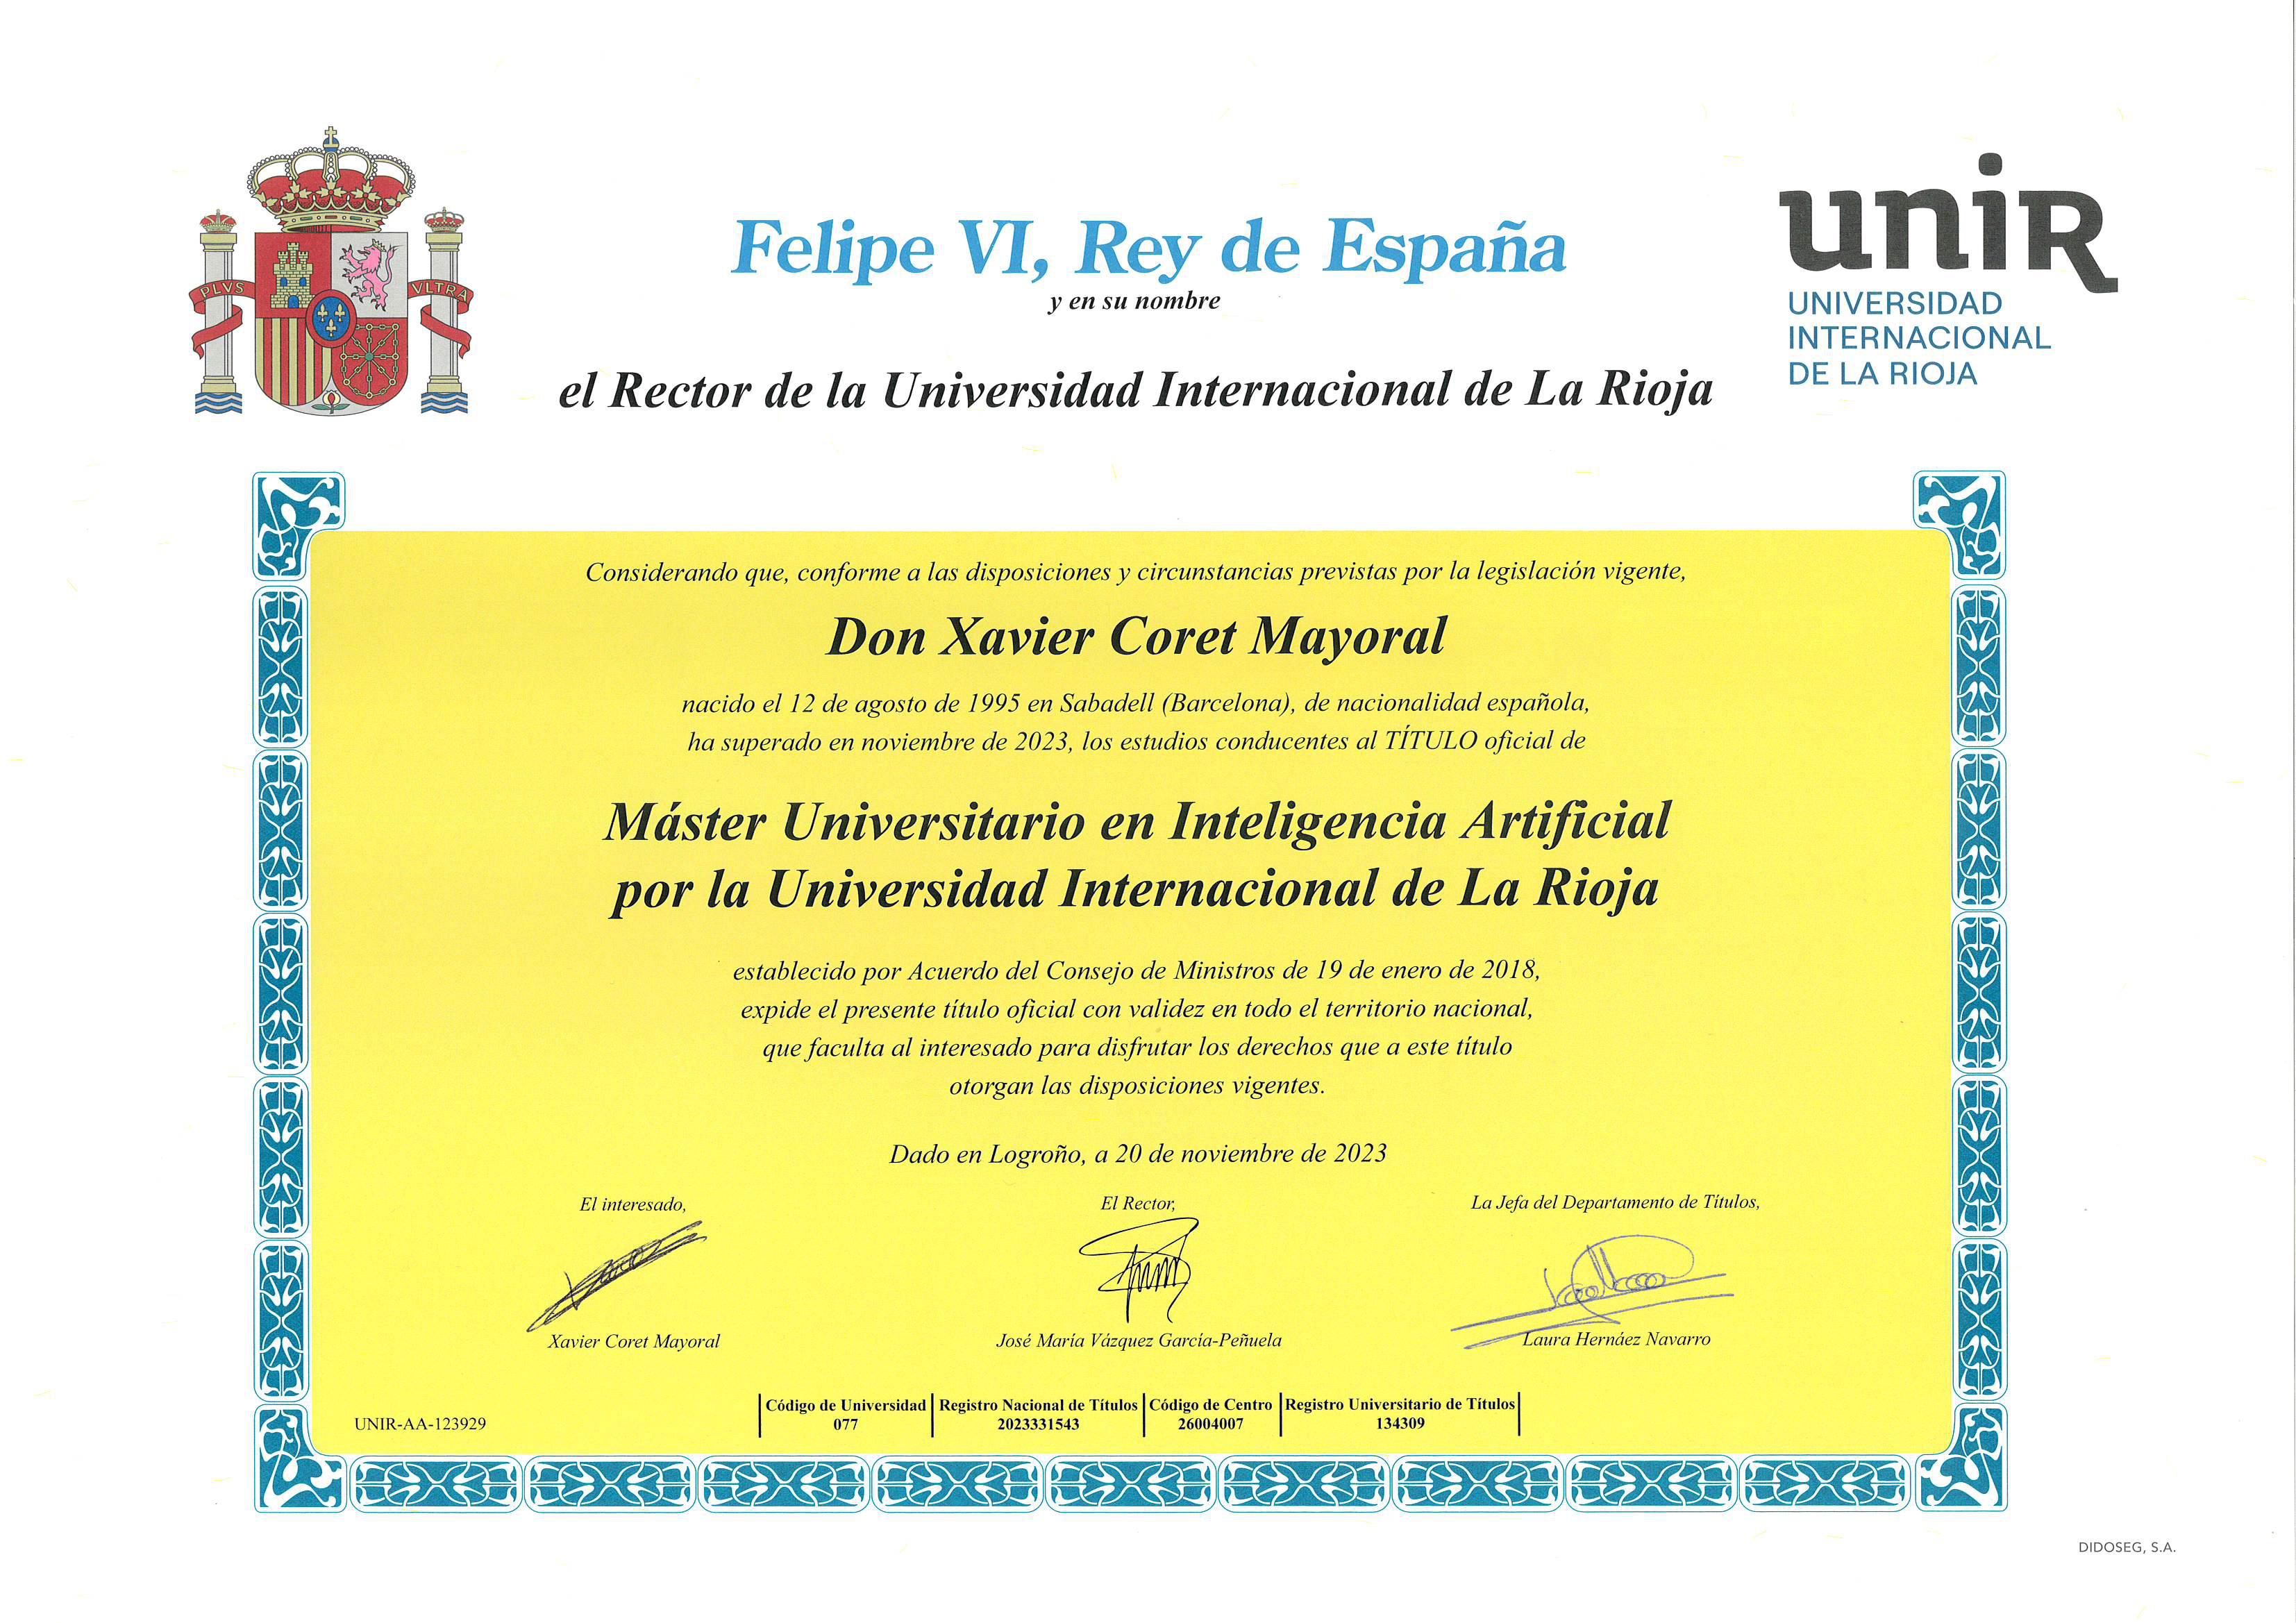 Felipe VI, Rey de España
y en su nombre
el Rector de la Universidad Internacional de La Rioja
PLVS VLTRA
unir
UNIVERSIDAD
INTERNACIONAL
DE LA RIOJA
Considerando que, conforme a las disposiciones y circunstancias previstas por la legislación vigente,
Don Xavier Coret Mayoral
nacido el 12 de agosto de 1995 en Sabadell (Barcelona), de nacionalidad española,
ha superado en noviembre de 2023, los estudios conducentes al TÍTULO oficial de
Máster Universitario en Inteligencia Artificial
por la Universidad Internacional de La Rioja
establecido por Acuerdo del Consejo de Ministros de 19 de enero de 2018,
expide el presente título oficial con validez en todo el territorio nacional,
que faculta al interesado para disfrutar los derechos que a este título
otorgan las disposiciones vigentes.
Dado en Logroño, a 20 de noviembre de 2023
El interesado,
El Rector,
La Jefa del Departamento de Títulos,
Xavier Coret Mayoral
José María Vázquez García-Peñuela
Laura Hernáez Navarro
UNIR-AA-123929
Código de Universidad
077
Registro Nacional de Títulos
2023331543
Código de Centro
26004007
Registro Universitario de Títulos
134309
DIDOSEG, S.A.